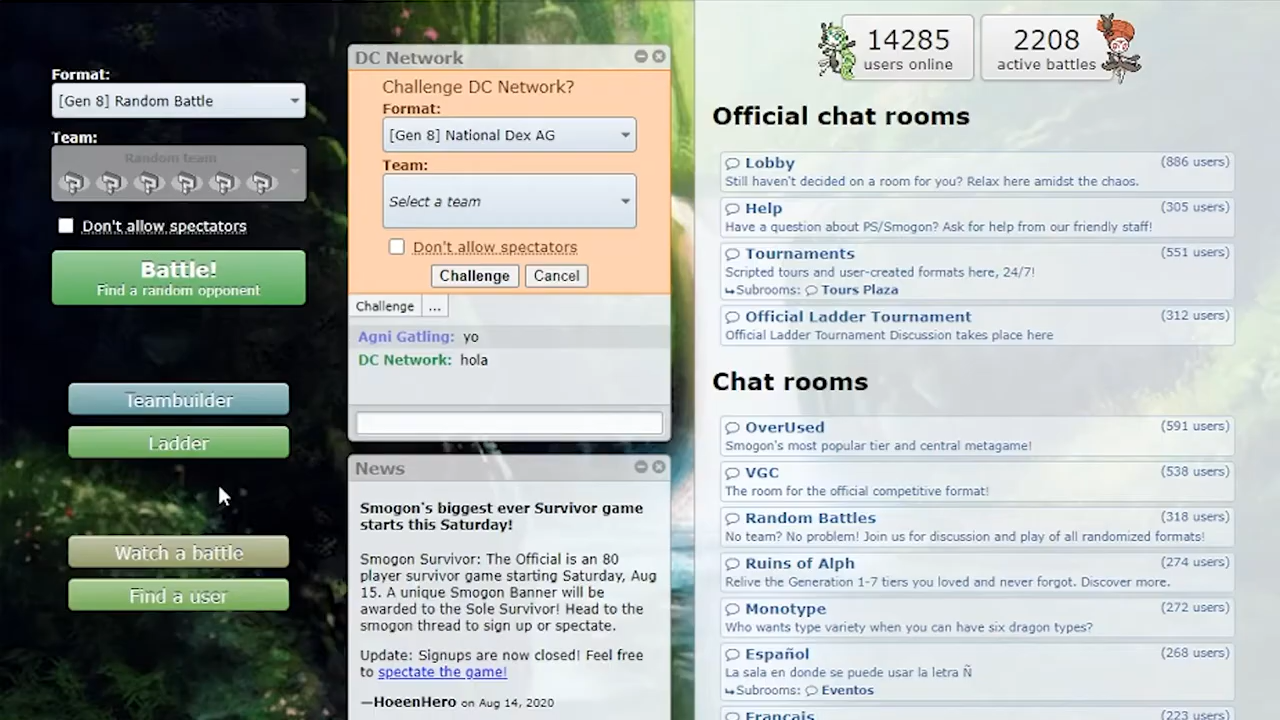 Format:
[Gen 8] Random Battle
Team:
Random team
Don't allow spectators
Battle!
Find a random opponent
Teambuilder
Ladder
Watch a battle
Find a user
DC Network
Challenge DC Network?
Format:
[Gen 8] National Dex AG
Team:
Select a team
Don't allow spectators
Challenge Cancel
Challenge ...
Agni Gatling: yo
DC Network: hola
News
Smogon's biggest ever Survivor game
starts this Saturday!
Smogon Survivor: The Official is an 80
player survivor game starting Saturday, Aug
15. A unique Smogon Banner will be
awarded to the Sole Survivor! Head to the
smogon thread to sign up or spectate.
Update: Signups are now closed! Feel free
to spectate the game!
—HoeenHero on Aug 14, 2020
14285
users online
2208
active battles
Official chat rooms
Lobby (886 users)
Still haven't decided on a room for you? Relax here amidst the chaos.
Help (305 users)
Have a question about PS/Smogon? Ask for help from our friendly staff!
Tournaments (551 users)
Scripted tours and user-created formats here, 24/7!
↳Subrooms: Tours Plaza
Official Ladder Tournament (312 users)
Official Ladder Tournament Discussion takes place here
Chat rooms
OverUsed (591 users)
Smogon's most popular tier and central metagame!
VGC (538 users)
The room for the official competitive format!
Random Battles (318 users)
No team? No problem! Join us for discussion and play of all randomized formats!
Ruins of Alph (274 users)
Relive the Generation 1-7 tiers you loved and never forgot. Discover more.
Monotype (272 users)
Who wants type variety when you can have six dragon types?
Español (268 users)
La sala en donde se puede usar la letra Ñ
↳Subrooms: Eventos
Français (223 users)